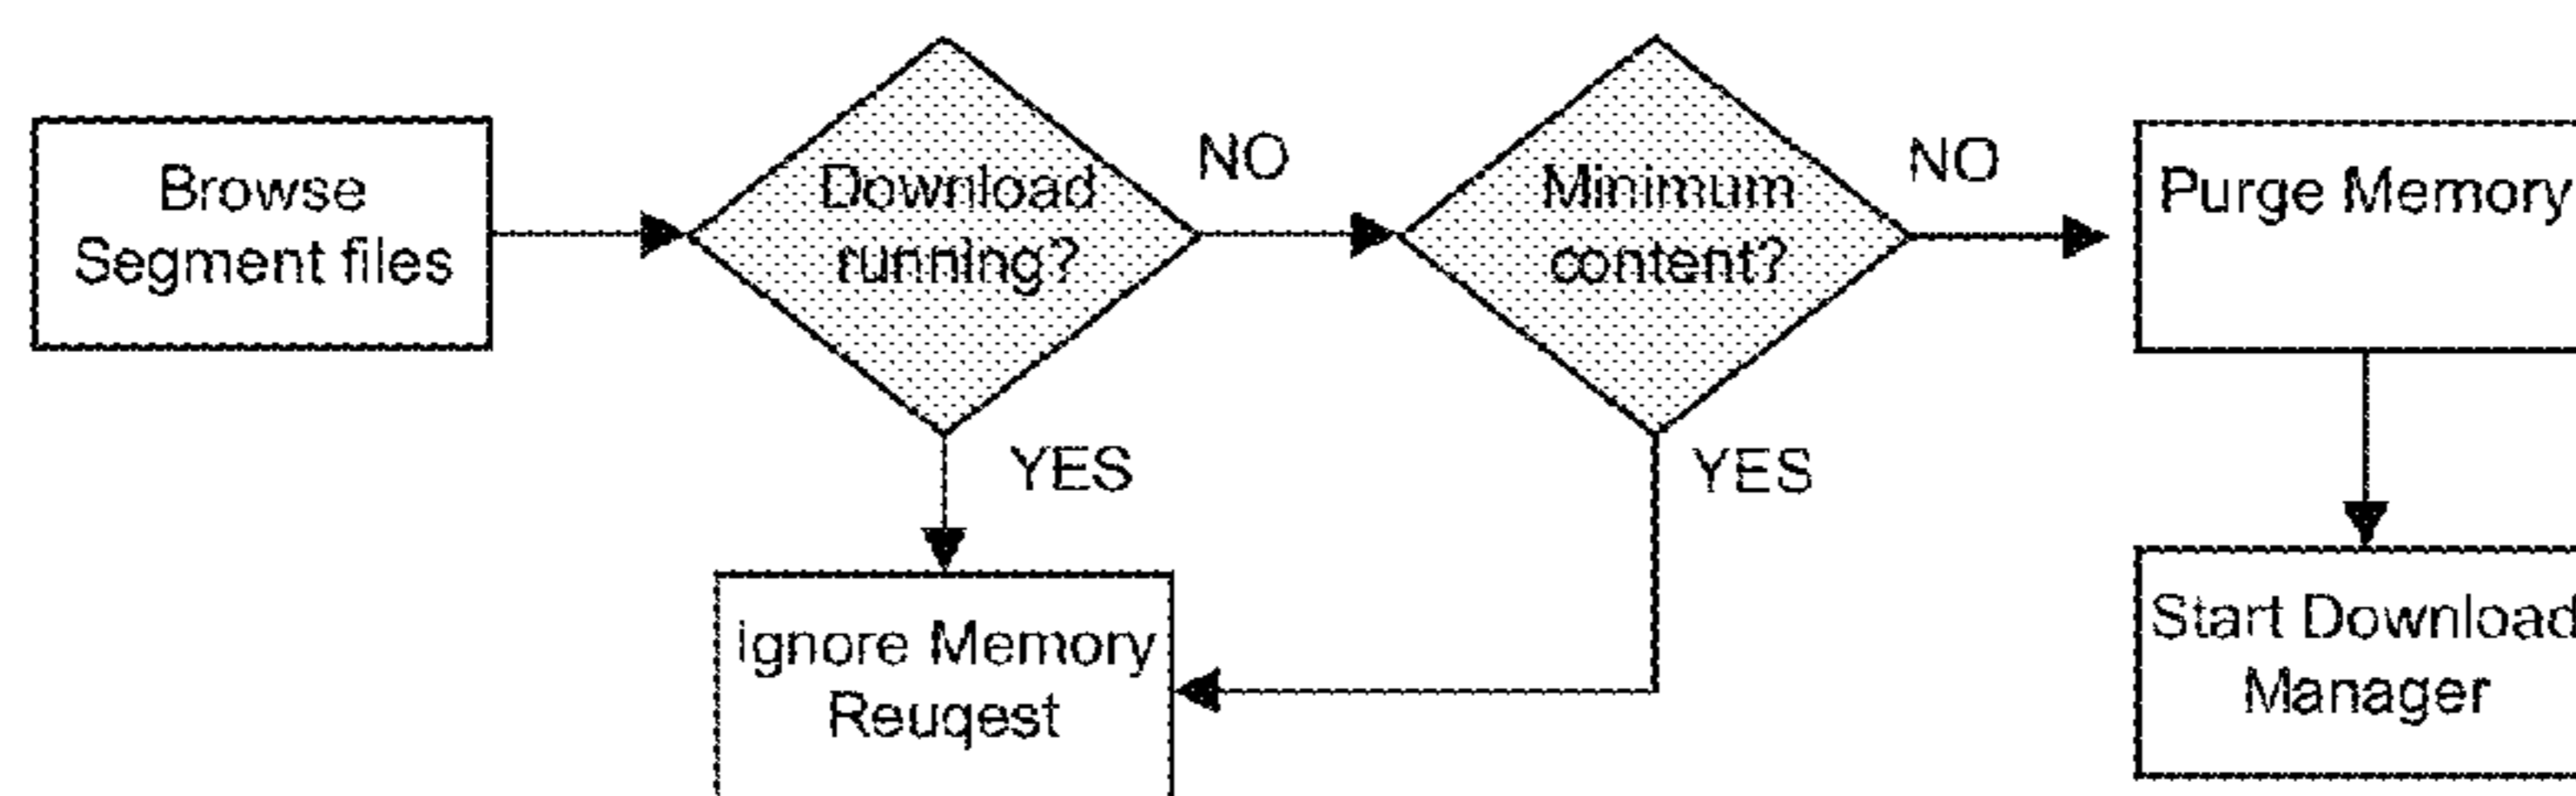 Browse
Segment files
Download
running?
NO
Minimum
content?
NO
Purge Memory
YES
YES
Ignore Memory
Reuqest
Start Download
Manager